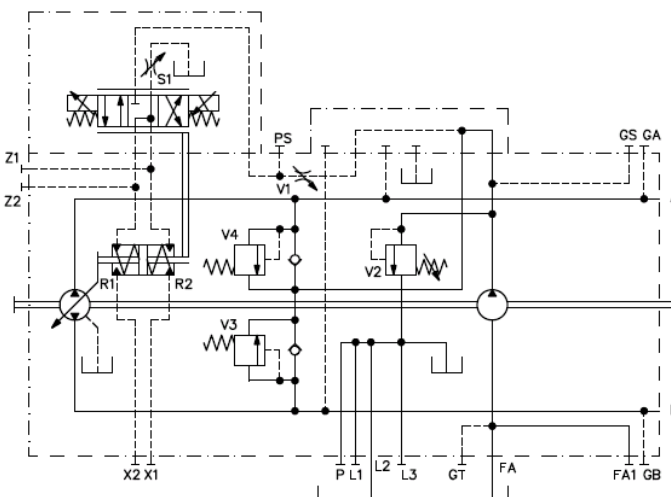 S1
PS
GS GA
Z1
Z2
V1
V4
V2
R1
R2
V3
X2 X1
P L1
L2
L3
GT
FA
FA1 GB